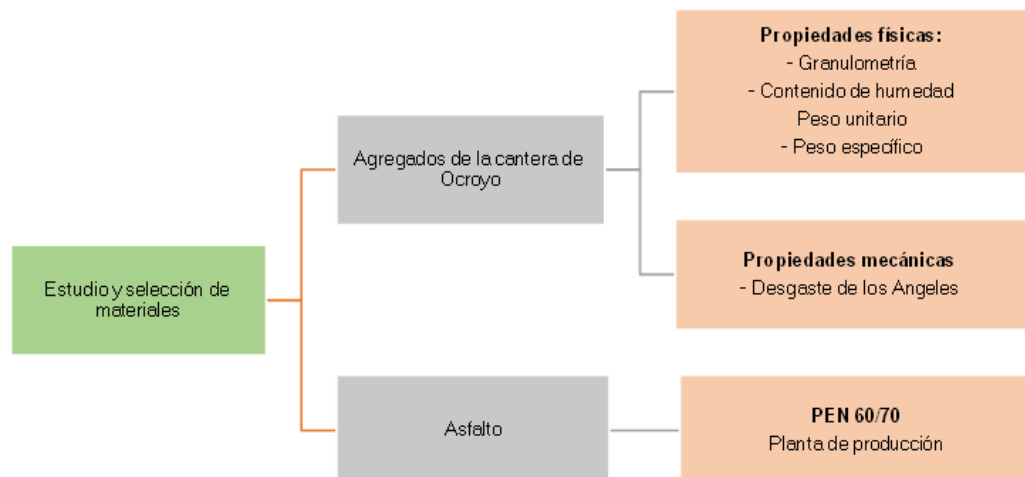 Estudio y selección de
materiales
Agregados de la cantera de
Ocroyo
Propiedades físicas:
- Granulometría
- Contenido de humedad
Peso unitario
- Peso específico
Propiedades mecánicas
- Desgaste de los Angeles
Asfalto
PEN 60/70
Planta de producción